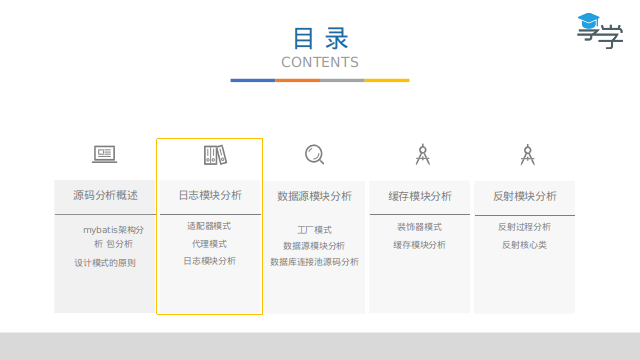 目 录
CONTENTS
学学
源码分析概述
mybatis架构分
析 包分析
设计模式的原则
日志模块分析
适配器模式
代理模式
日志模块分析
数据源模块分析
工厂模式
数据源模块分析
数据库连接池源码分析
缓存模块分析
装饰器模式
缓存模块分析
反射模块分析
反射过程分析
反射核心类